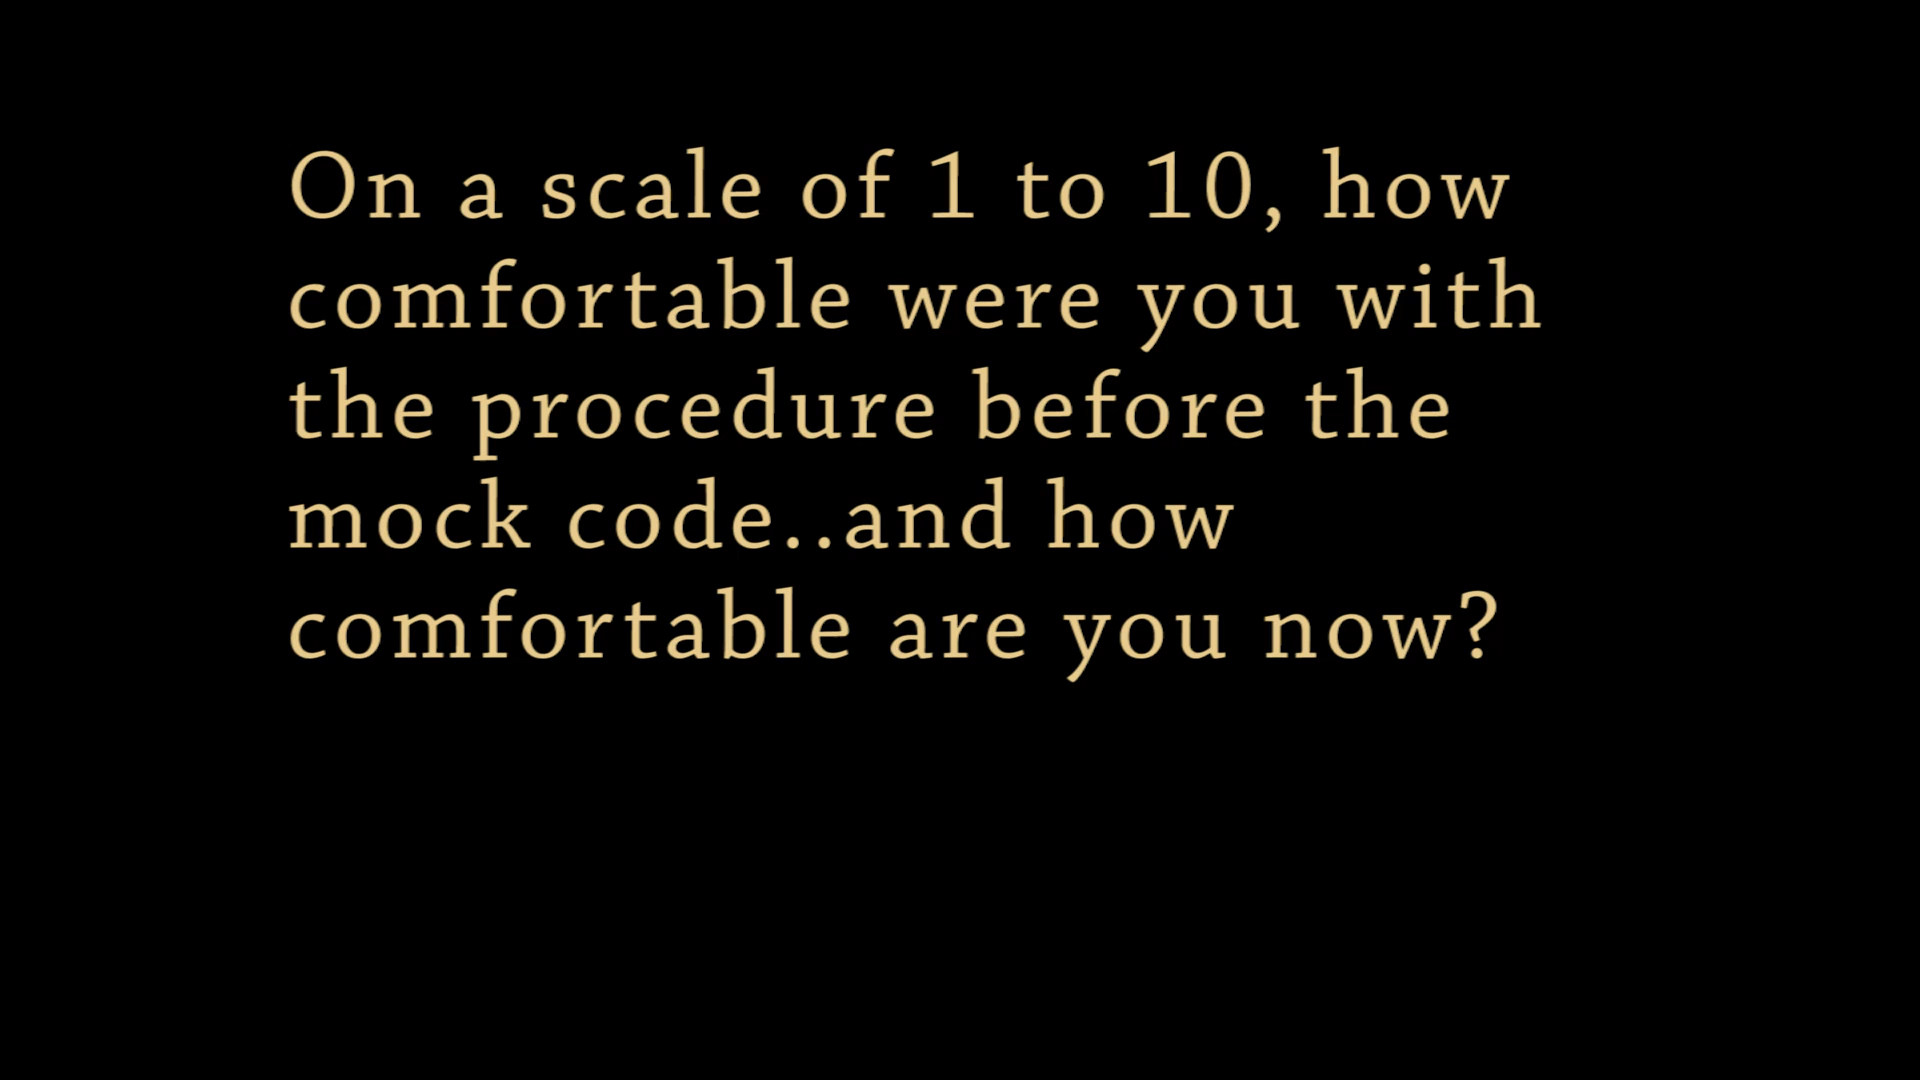 On a scale of 1 to 10, how
comfortable were you with
the procedure before the
mock code..and how
comfortable are you now?